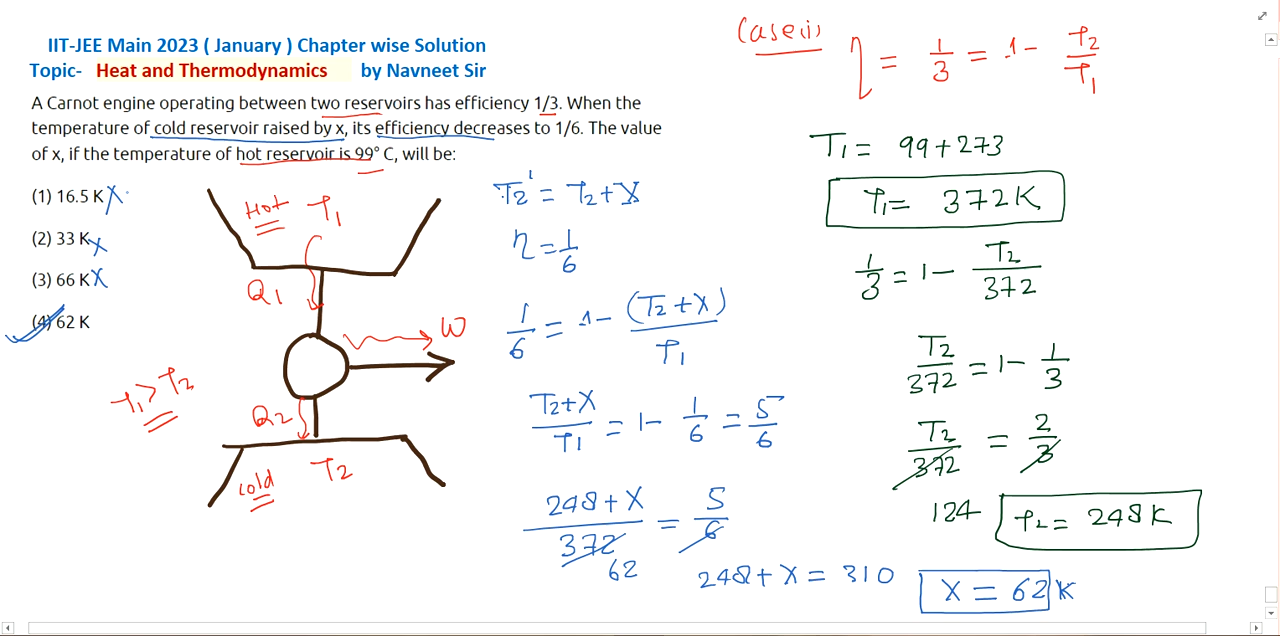 IIT-JEE Main 2023 ( January ) Chapter wise Solution
Topic- Heat and Thermodynamics by Navneet Sir
A Carnot engine operating between two reservoirs has efficiency 1/3. When the
temperature of cold reservoir raised by x, its efficiency decreases to 1/6. The value
of x, if the temperature of hot reservoir is 99° C, will be:
(1) 16.5 K X
(2) 33 K X
(3) 66 K X
(4) 62 K
Hot T₁
Q₁
W
T₁ > T₂
Q₂
cold T₂
T₂' = T₂ + X
η = 1/6
1/6 = 1 - (T₂ + X)/T₁
T₂+X/T₁ = 1 - 1/6 = 5/6
248 + X/372 = 5/6
62
248 + X = 310
X = 62 K
Case(i) η = 1/3 = 1 - T₂/T₁
T₁ = 99 + 273
T₁ = 372 K
1/3 = 1 - T₂/372
T₂/372 = 1 - 1/3
T₂/372 = 2/3
124
T₂ = 248 K